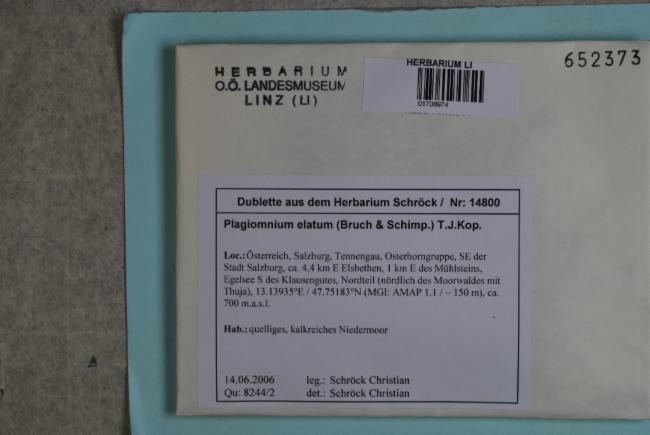 HERBARIUM
O.Ö. LANDESMUSEUM
LINZ (LI)
HERBARIUM LI
01708974
652373
Dublette aus dem Herbarium Schröck / Nr: 14800
Plagiomnium elatum (Bruch & Schimp.) T.J.Kop.
Loc.: Österreich, Salzburg, Tennengau, Osterhorngruppe, SE der
Stadt Salzburg, ca. 4,4 km E Elsbethen, 1 km E des Mühlsteins,
Egelsee S des Klausengutes, Nordteil (nördlich des Moorwaldes mit
Thuja), 13.13935°E / 47.75183°N (MGI: AMAP 1.1 / ~ 150 m), ca.
700 m.a.s.l.
Hab.: quelliges, kalkreiches Niedermoor
14.06.2006 leg.: Schröck Christian
Qu: 8244/2 det.: Schröck Christian